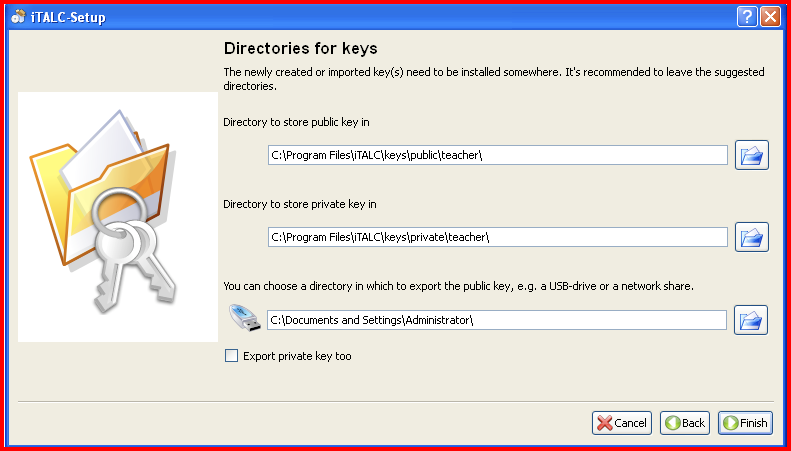 iTALC-Setup
Directories for keys
The newly created or imported key(s) need to be installed somewhere. It's recommended to leave the suggested
directories.
Directory to store public key in
C:\Program Files\iTALC\keys\public\teacher\
Directory to store private key in
C:\Program Files\iTALC\keys\private\teacher\
You can choose a directory in which to export the public key, e.g. a USB-drive or a network share.
C:\Documents and Settings\Administrator\
Export private key too
Cancel Back Finish